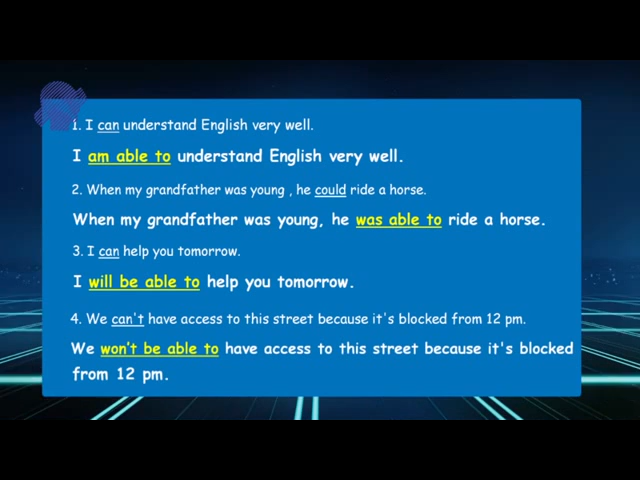 1. I can understand English very well.
I am able to understand English very well.
2. When my grandfather was young , he could ride a horse.
When my grandfather was young, he was able to ride a horse.
3. I can help you tomorrow.
I will be able to help you tomorrow.
4. We can't have access to this street because it's blocked from 12 pm.
We won’t be able to have access to this street because it's blocked
from 12 pm.